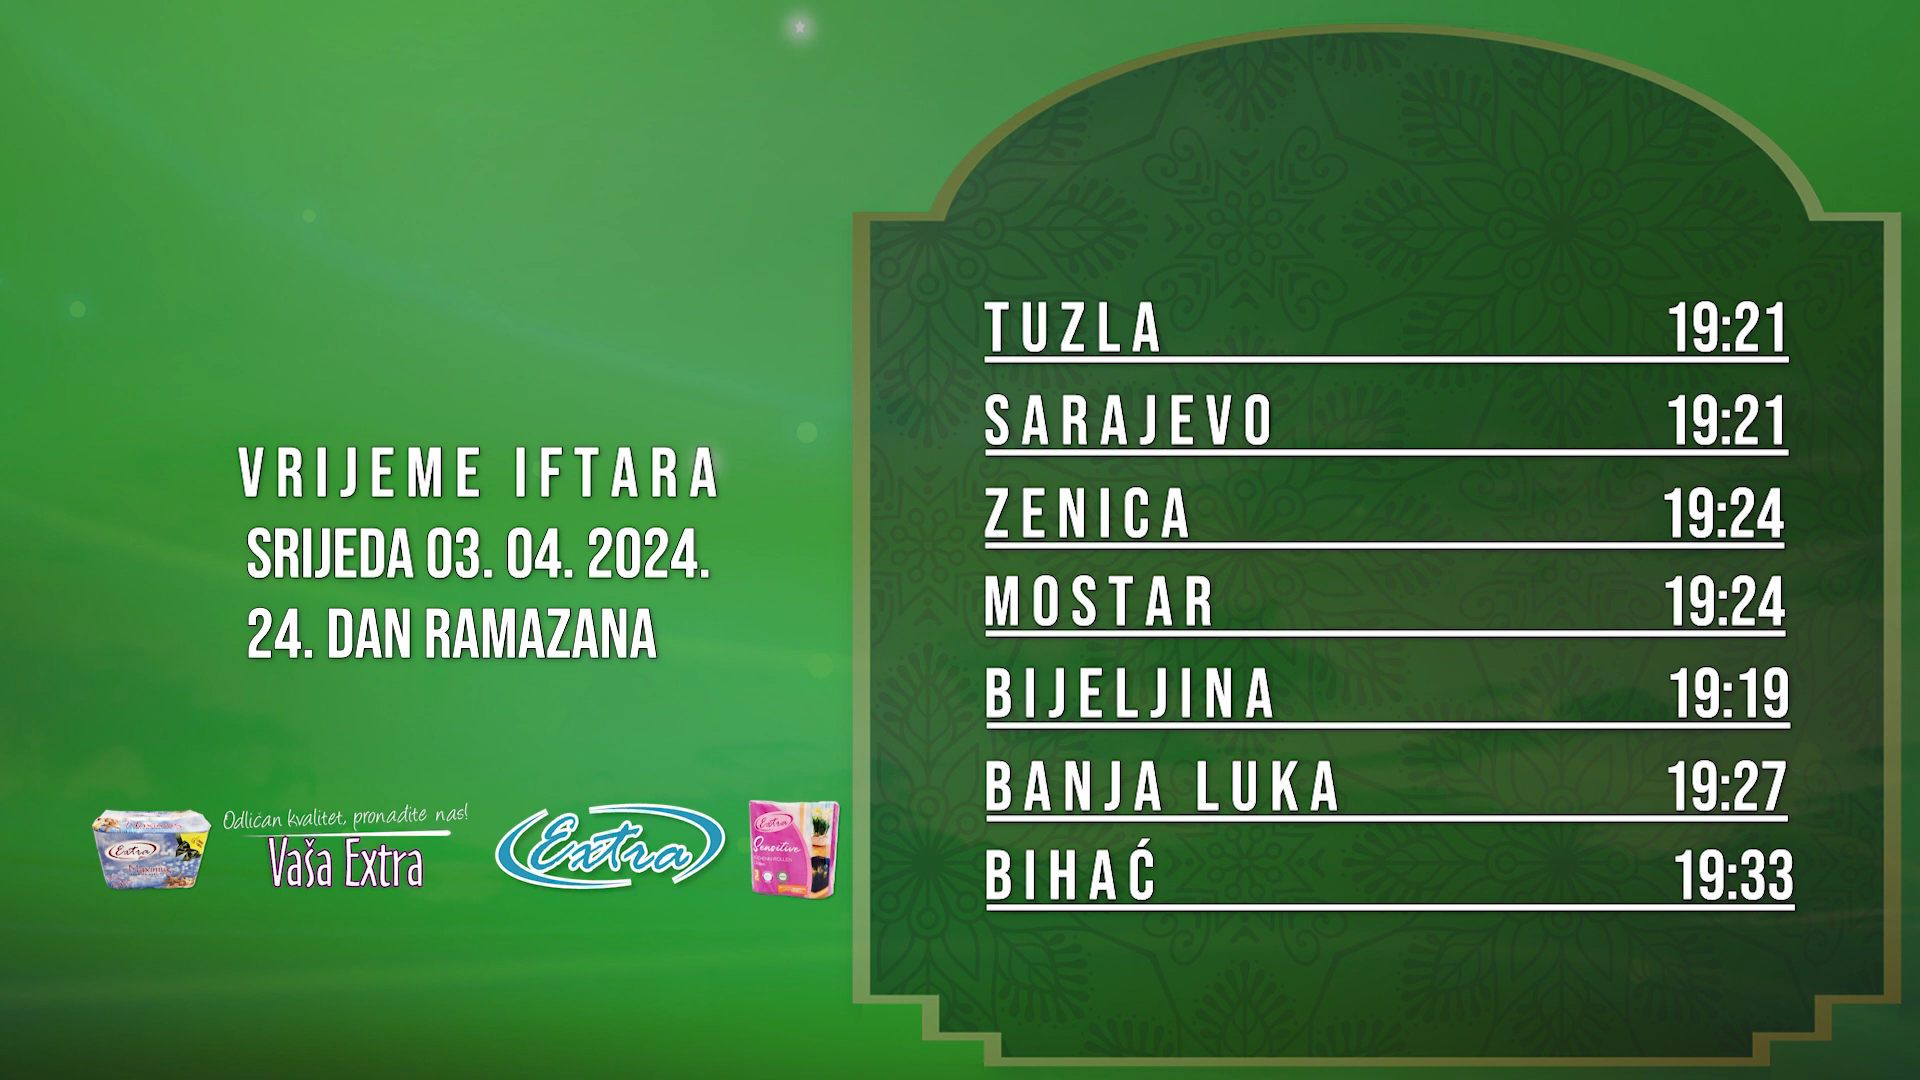 VRIJEME IFTARA
SRIJEDA 03. 04. 2024.
24. DAN RAMAZANA
TUZLA 19:21
SARAJEVO 19:21
ZENICA 19:24
MOSTAR 19:24
BIJELJINA 19:19
BANJA LUKA 19:27
BIHAĆ 19:33
Odličan kvalitet, pronađite nas!
Vaša Extra
Extra
Extra
Extra
Sensitive